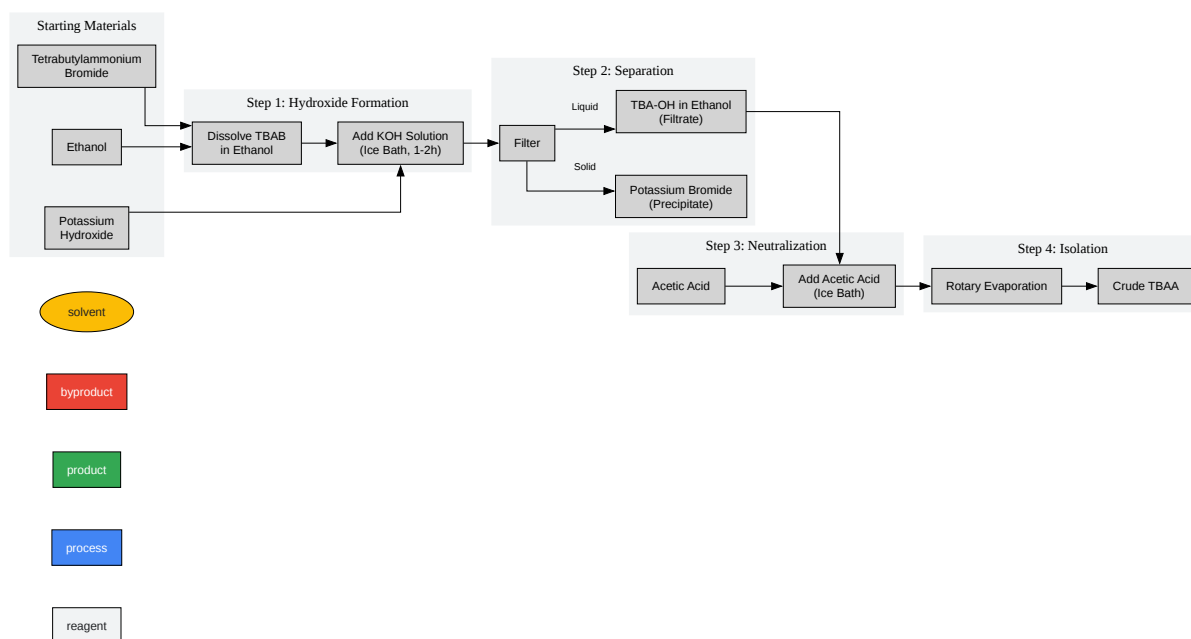 Starting Materials
Tetrabutylammonium
Bromide
Ethanol
Potassium
Hydroxide
Step 1: Hydroxide Formation
Dissolve TBAB
in Ethanol
Add KOH Solution
(Ice Bath, 1-2h)
Step 2: Separation
Filter
Liquid
Solid
TBA-OH in Ethanol
(Filtrate)
Potassium Bromide
(Precipitate)
Step 3: Neutralization
Acetic Acid
Add Acetic Acid
(Ice Bath)
Step 4: Isolation
Rotary Evaporation
Crude TBAA
solvent
byproduct
product
process
reagent